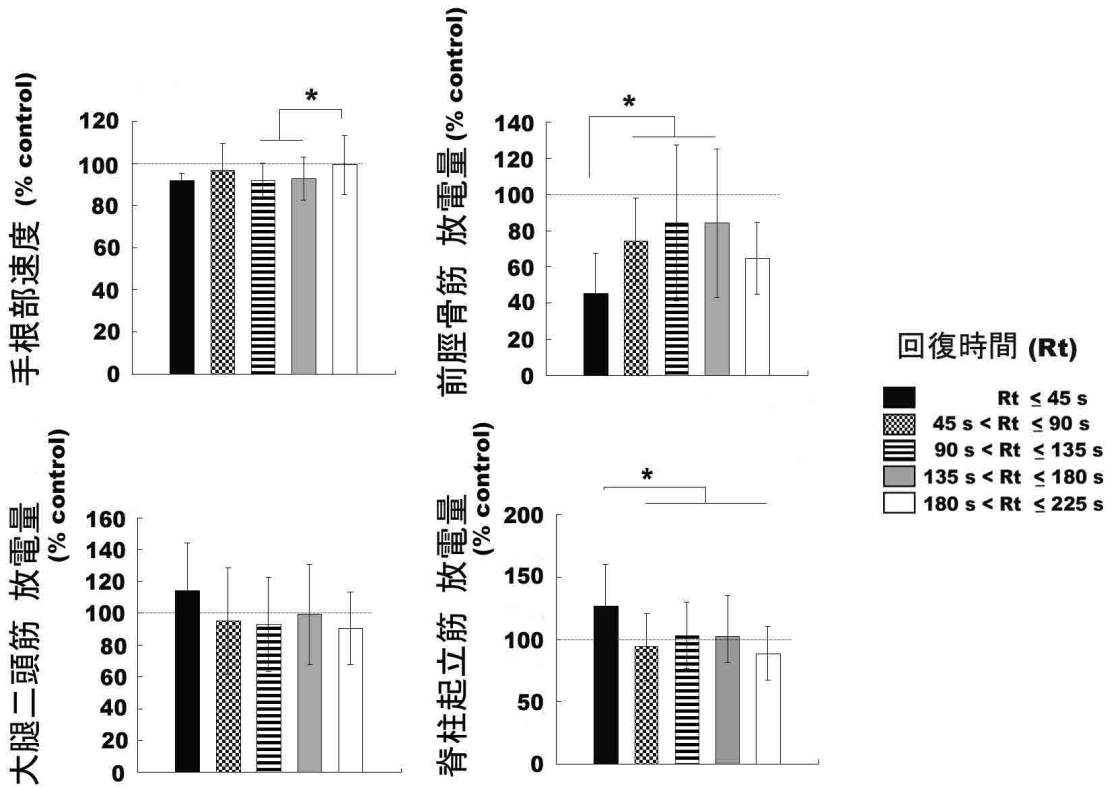 手根部速度 (% control)
*
120
100
80
60
40
20
0
前脛骨筋 放電量 (% control)
*
140
120
100
80
60
40
20
0
大腿二頭筋 放電量
(% control)
160
140
120
100
80
60
40
20
0
脊柱起立筋 放電量
(% control)
*
200
150
100
50
0
回復時間 (Rt)
Rt ≤ 45 s
45 s < Rt ≤ 90 s
90 s < Rt ≤ 135 s
135 s < Rt ≤ 180 s
180 s < Rt ≤ 225 s